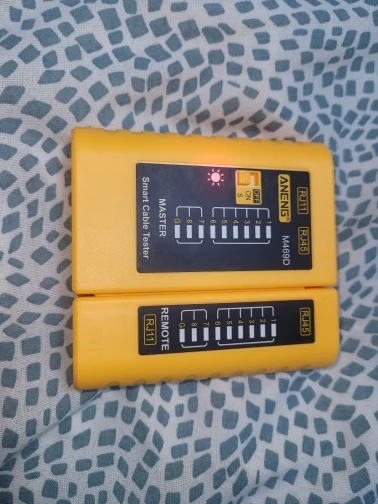 RJ11
RJ45
ANENG
M469D
OFF
ON
S
1 2 3 4 5 6 7 8 G
MASTER
Smart Cable Tester
RJ45
1 2 3 4 5 6 7 8 G
REMOTE
RJ11